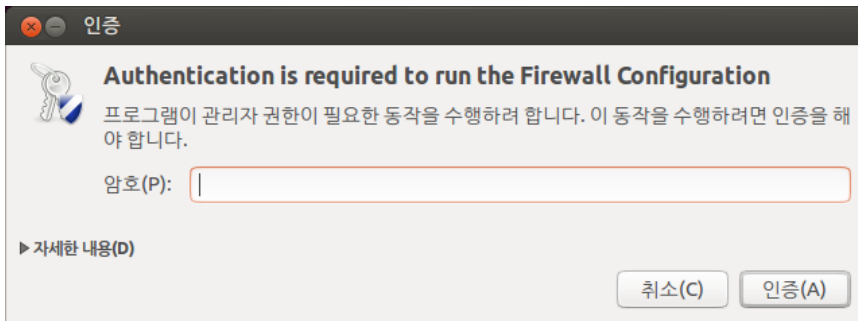 인증
Authentication is required to run the Firewall Configuration
프로그램이 관리자 권한이 필요한 동작을 수행하려 합니다. 이 동작을 수행하려면 인증을 해
야 합니다.
암호(P):
자세한 내용(D)
취소(C) 인증(A)